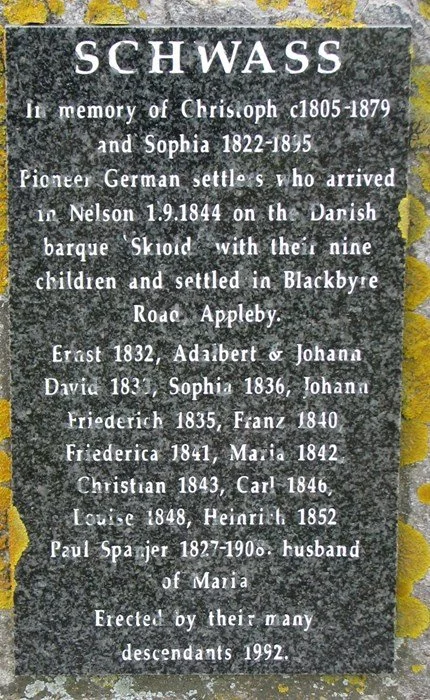 SCHWASS
In memory of Christoph c1805-1879
and Sophia 1822-1895
Pioneer German settlers who arrived
in Nelson 1.9.1844 on the Danish
barque 'Skiold' with their nine
children and settled in Blackbyre
Road, Appleby.
Ernst 1832, Adalbert & Johann
David 1833, Sophia 1836, Johann
Friederich 1835, Franz 1840,
Friederica 1841, Maria 1842,
Christian 1843, Carl 1846,
Louise 1848, Heinrich 1852
Paul Spanjer 1827-1908. husband
of Maria
Erected by their many
descendants 1992.